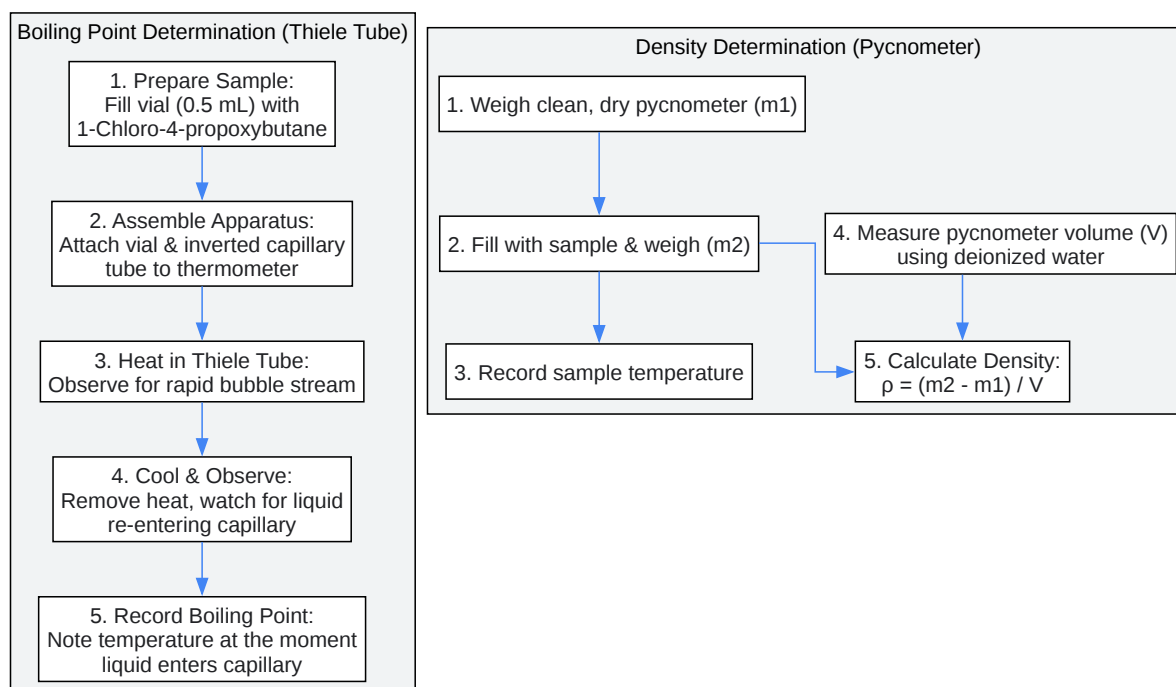 Boiling Point Determination (Thiele Tube)
1. Prepare Sample:
Fill vial (0.5 mL) with
1-Chloro-4-propoxybutane
2. Assemble Apparatus:
Attach vial & inverted capillary
tube to thermometer
3. Heat in Thiele Tube:
Observe for rapid bubble stream
4. Cool & Observe:
Remove heat, watch for liquid
re-entering capillary
5. Record Boiling Point:
Note temperature at the moment
liquid enters capillary
Density Determination (Pycnometer)
1. Weigh clean, dry pycnometer (m1)
2. Fill with sample & weigh (m2)
3. Record sample temperature
4. Measure pycnometer volume (V)
using deionized water
5. Calculate Density:
ρ = (m2 - m1) / V